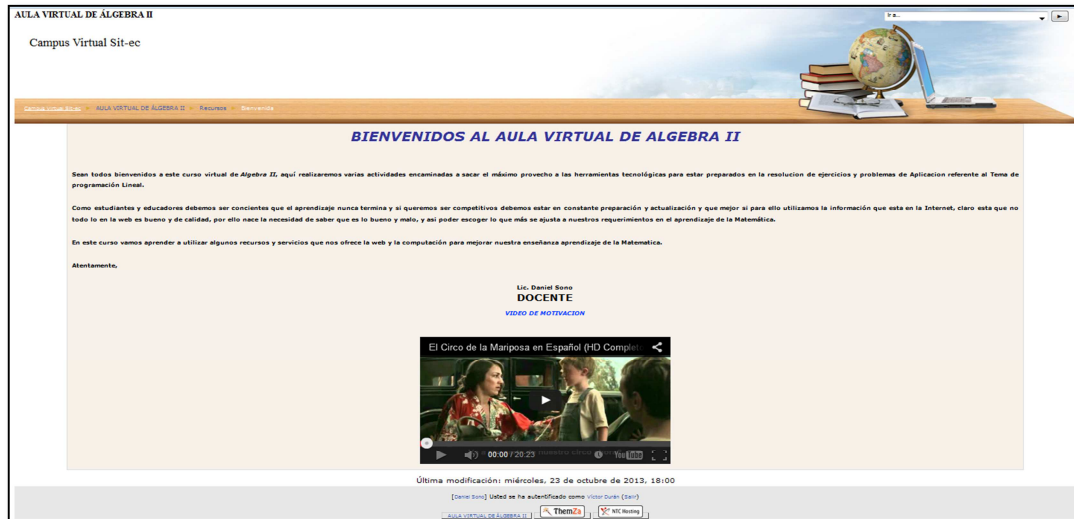 AULA VIRTUAL DE ÁLGEBRA II
Ir a...
Campus Virtual Sit-ec
Campus Virtual Sit-ec ► AULA VIRTUAL DE ÁLGEBRA II ► Recursos ► Bienvenida
BIENVENIDOS AL AULA VIRTUAL DE ALGEBRA II
Sean todos bienvenidos a este curso virtual de Algebra II, aquí realizaremos varias actividades encaminadas a sacar el máximo provecho a las herramientas tecnológicas para estar preparados en la resolucion de ejercicios y problemas de Aplicacion referente al Tema de
programación Lineal.
Como estudiantes y educadores debemos ser concientes que el aprendizaje nunca termina y si queremos ser competitivos debemos estar en constante preparación y actualización y que mejor si para ello utilizamos la información que esta en la Internet, claro esta que no
todo lo en la web es bueno y de calidad, por ello nace la necesidad de saber que es lo bueno y malo, y asi poder escoger lo que más se ajusta a nuestros requerimientos en el aprendizaje de la Matemática.
En este curso vamos aprender a utilizar algunos recursos y servicios que nos ofrece la web y la computación para mejorar nuestra enseñanza aprendizaje de la Matematica.
Atentamente,
Lic. Daniel Sono
DOCENTE
VIDEO DE MOTIVACION
El Circo de la Mariposa en Español (HD Complet
00:00 / 20:23
YouTube
Última modificación: miércoles, 23 de octubre de 2013, 18:00
[Daniel Sono] Usted se ha autentificado como Victor Durán (Salir)
AULA VIRTUAL DE ÁLGEBRA II
ThemZa
NTC Hosting